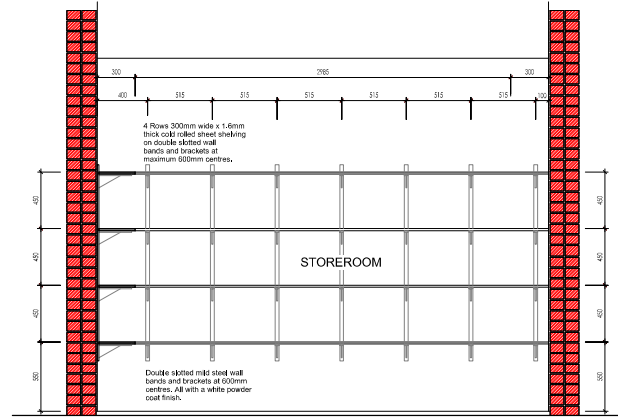 300 2985 300
400 515 515 515 515 515 515 100
4 Rows 300mm wide x 1.6mm
thick cold rolled sheet shelving
on double slotted wall
bands and brackets at
maximum 600mm centres.
450 450
450 450
STOREROOM
450 450
550 550
Double slotted mild steel wall
bands and brackets at 600mm
centres. All with a white powder
coat finish.